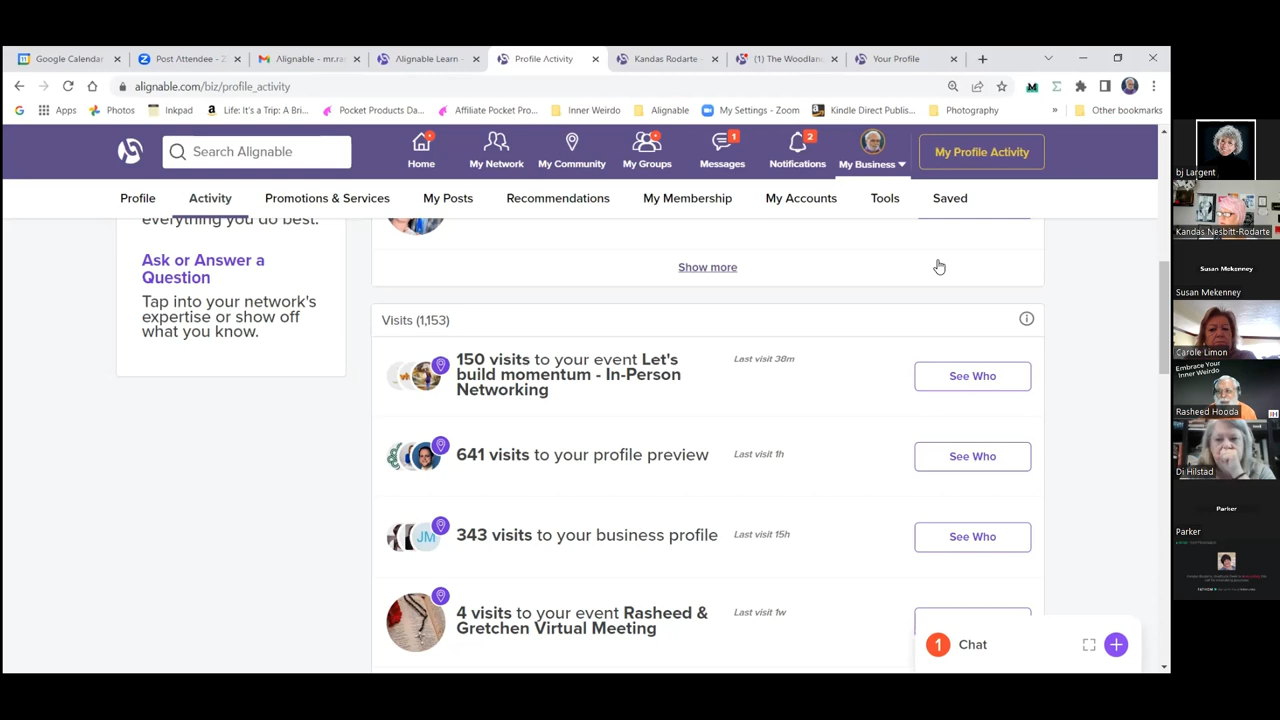 Google Calendar
Post Attendee - Z
Alignable - mr.ra
Alignable Learn -
Profile Activity
Kandas Rodarte -
(1) The Woodlan
Your Profile
alignable.com/biz/profile_activity
Apps
Photos
Inkpad
Life: It's a Trip: A Bri...
Pocket Products Da...
Affiliate Pocket Pro...
Inner Weirdo
Alignable
My Settings - Zoom
Kindle Direct Publis...
Photography
»
Other bookmarks
Search Alignable
Home
My Network
My Community
My Groups
1
Messages
2
Notifications
My Business
My Profile Activity
Profile
Activity
Promotions & Services
My Posts
Recommendations
My Membership
My Accounts
Tools
Saved
everything you do best.
Ask or Answer a
Question
Tap into your network's
expertise or show off
what you know.
Show more
Visits (1,153)
150 visits to your event Let's
build momentum - In-Person
Networking
Last visit 38m
See Who
641 visits to your profile preview
Last visit 1h
See Who
JM
343 visits to your business profile
Last visit 15h
See Who
4 visits to your event Rasheed &
Gretchen Virtual Meeting
Last visit 1w
1
Chat
bj Largent
Kandas Nesbitt-Rodarte
Susan Mekenney
Susan Mekenney
Carole Limon
Embrace Your
Inner Weirdo
Rasheed Hooda
Di Hilstad
Parker
Parker